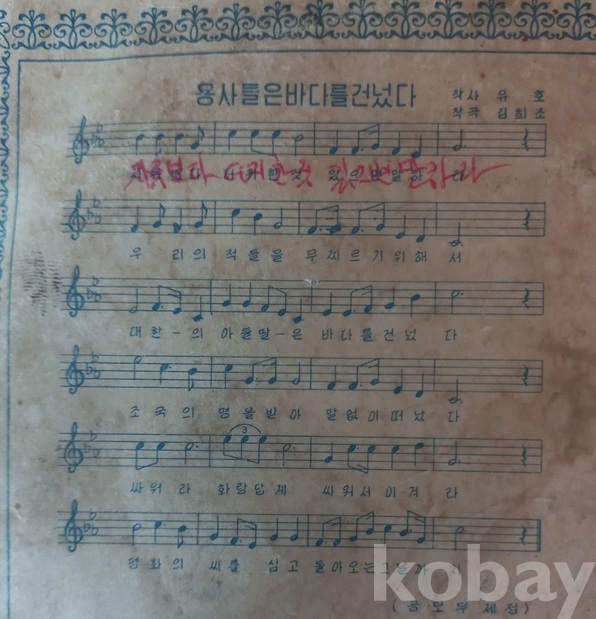 용사들은바다를건넜다
작사 유 호
작곡 김희조
3
우 리의 적들을 무찌르기위해 서
대한-의 아들딸-은 바다를건넜 다
조국의 명을받아 말없이떠났 다
싸워라 화랑답게 싸워서이겨 라
평화의 씨를 심고 돌아오는
kobay
(공보부제정)